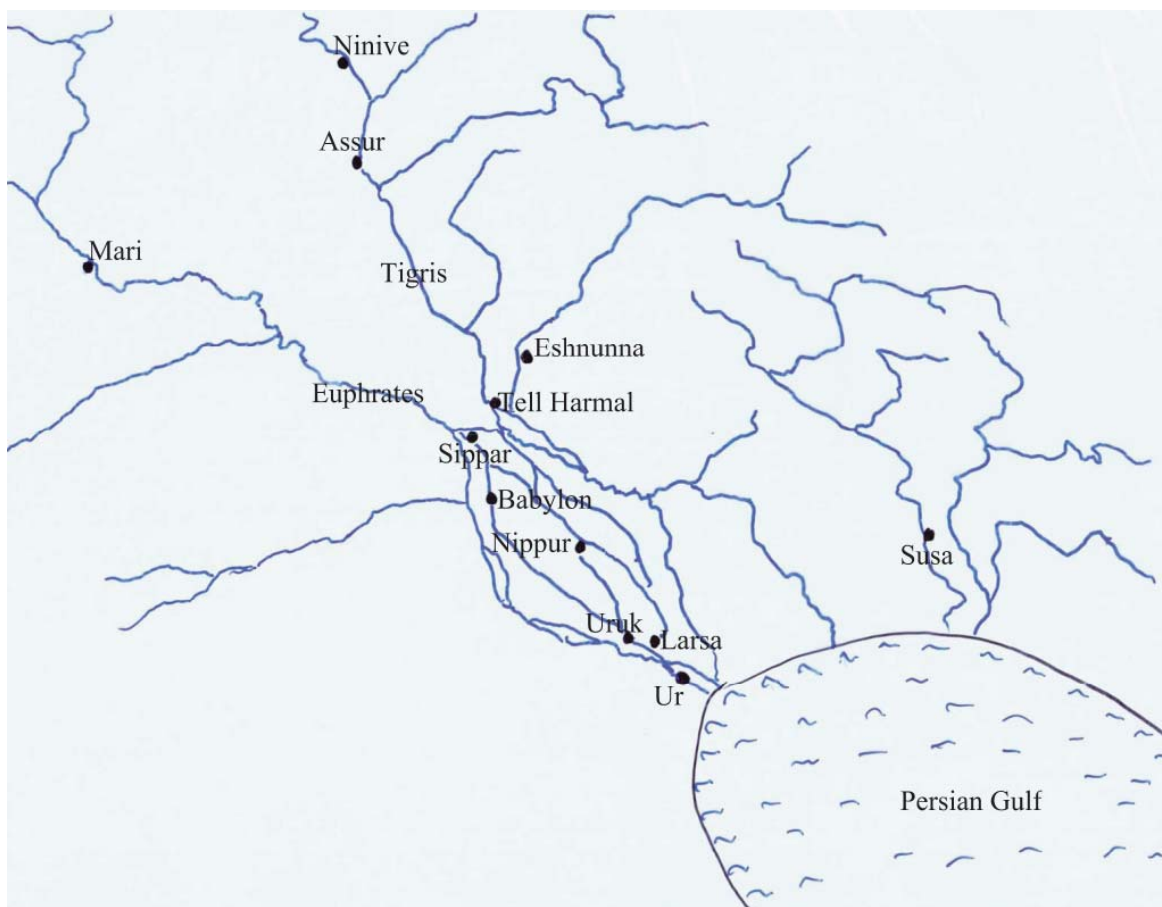 Ninive
Assur
Mari
Tigris
Eshnunna
Euphrates
Tell Harmal
Sippar
Babylon
Nippur
Susa
Uruk
Larsa
Ur
Persian Gulf